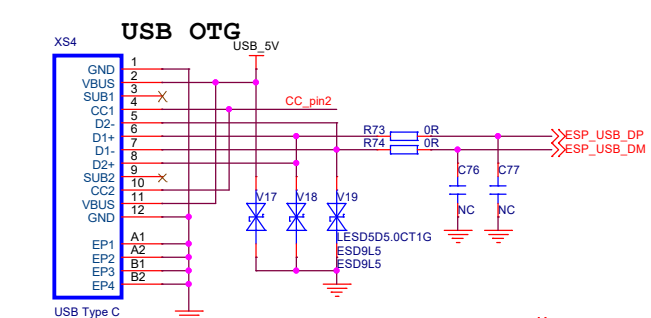 USB OTG
XS4
USB_5V
GND 1
VBUS 2
SUB1 3
CC1 4
CC_pin2
D2- 5
D1+ 6
R73 0R
ESP_USB_DP
D1- 7
R74 0R
ESP_USB_DM
D2+ 8
SUB2 9
C76 C77
CC2 10
VBUS 11
V17 V18 V19
GND 12
NC NC
EP1 A1
LESD5D5.0CT1G
EP2 A2
ESD9L5
EP3 B1
ESD9L5
EP4 B2
USB Type C